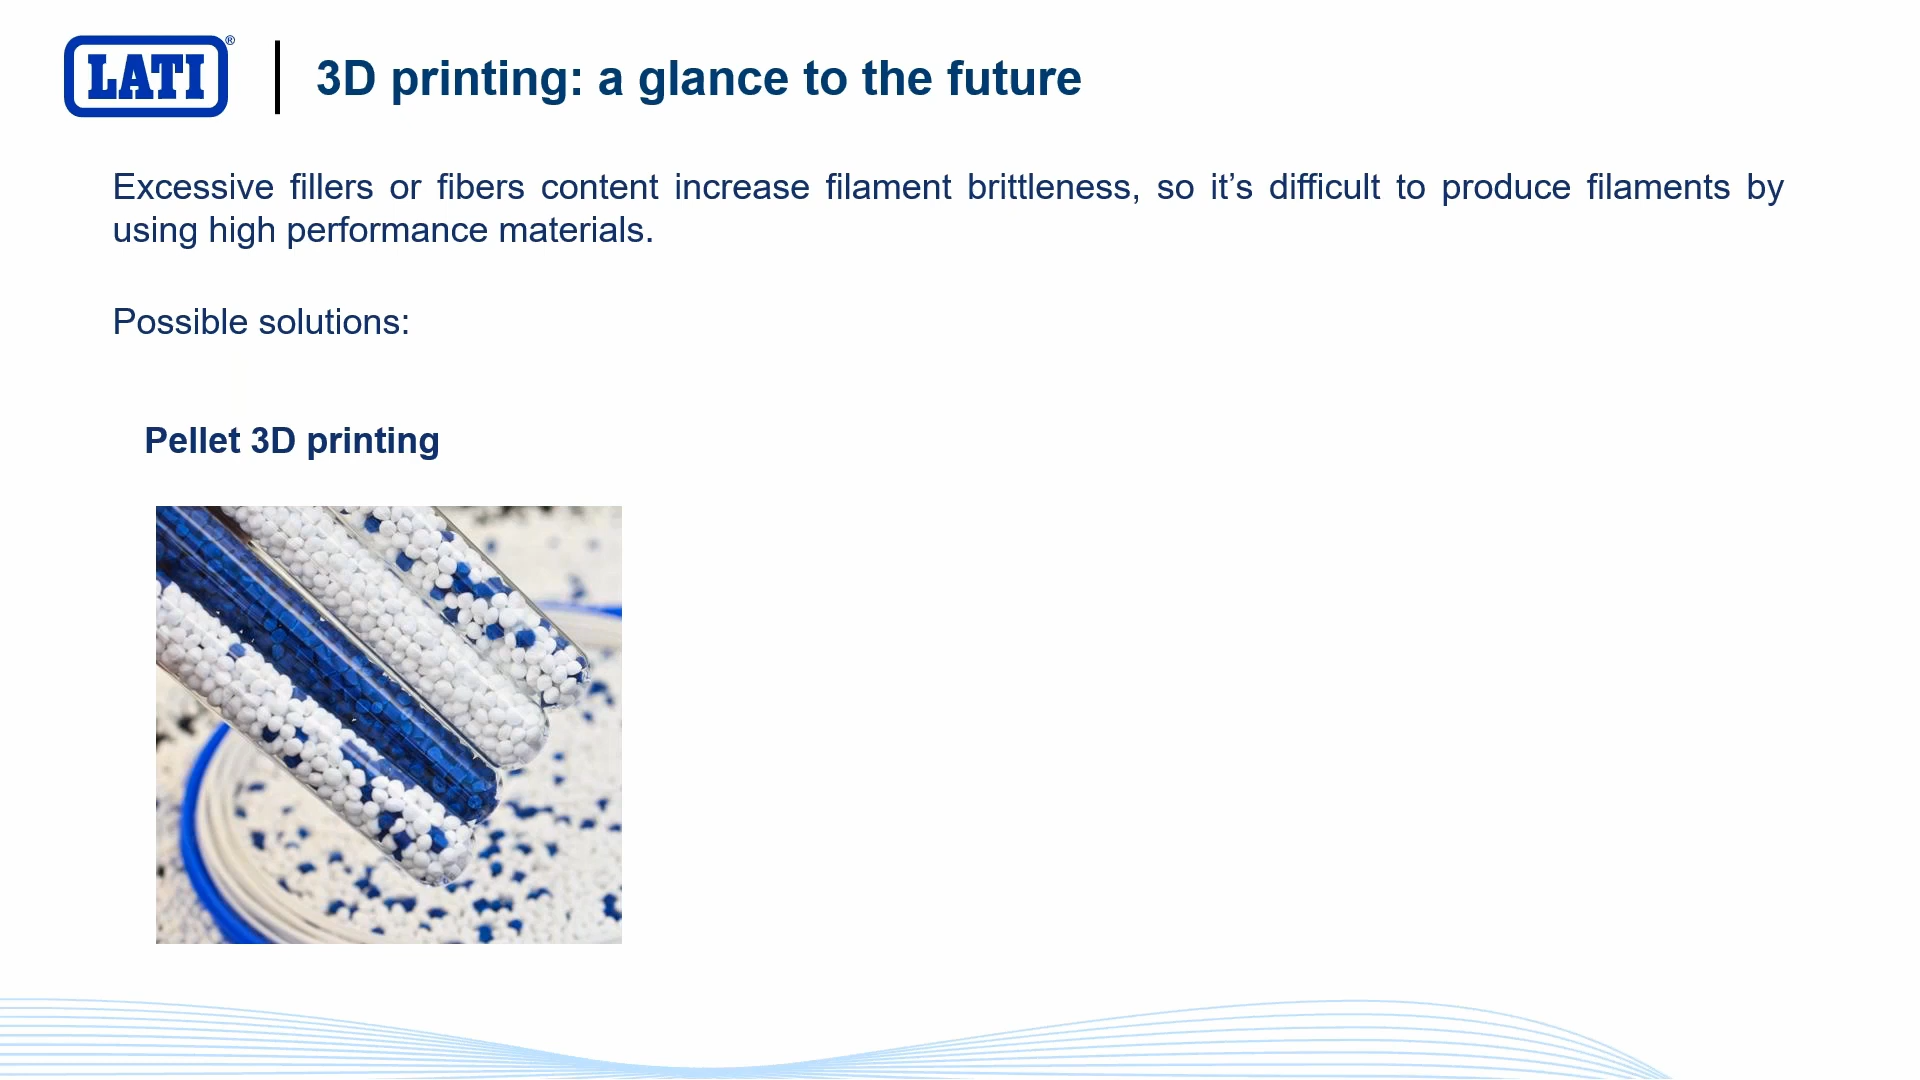 LATI®
3D printing: a glance to the future
Excessive fillers or fibers content increase filament brittleness, so it’s difficult to produce filaments by
using high performance materials.
Possible solutions:
Pellet 3D printing